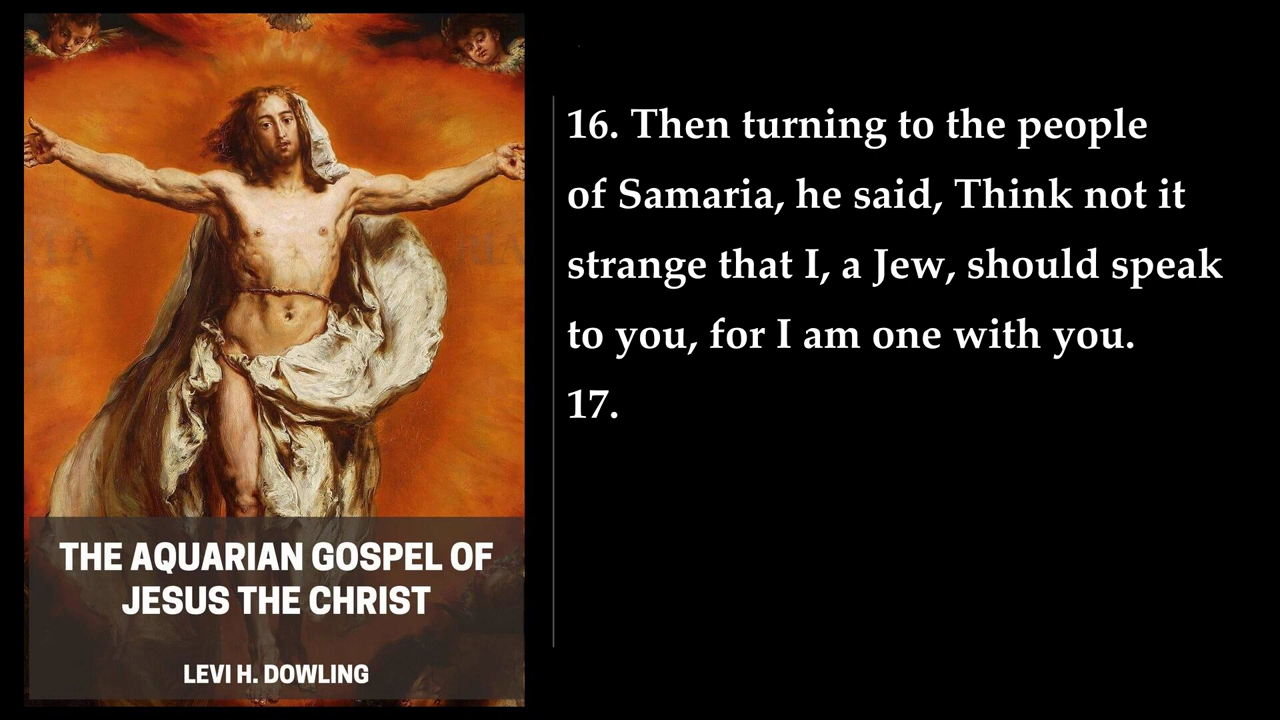 THE AQUARIAN GOSPEL OF
JESUS THE CHRIST
LEVI H. DOWLING
16. Then turning to the people
of Samaria, he said, Think not it
strange that I, a Jew, should speak
to you, for I am one with you.
17.